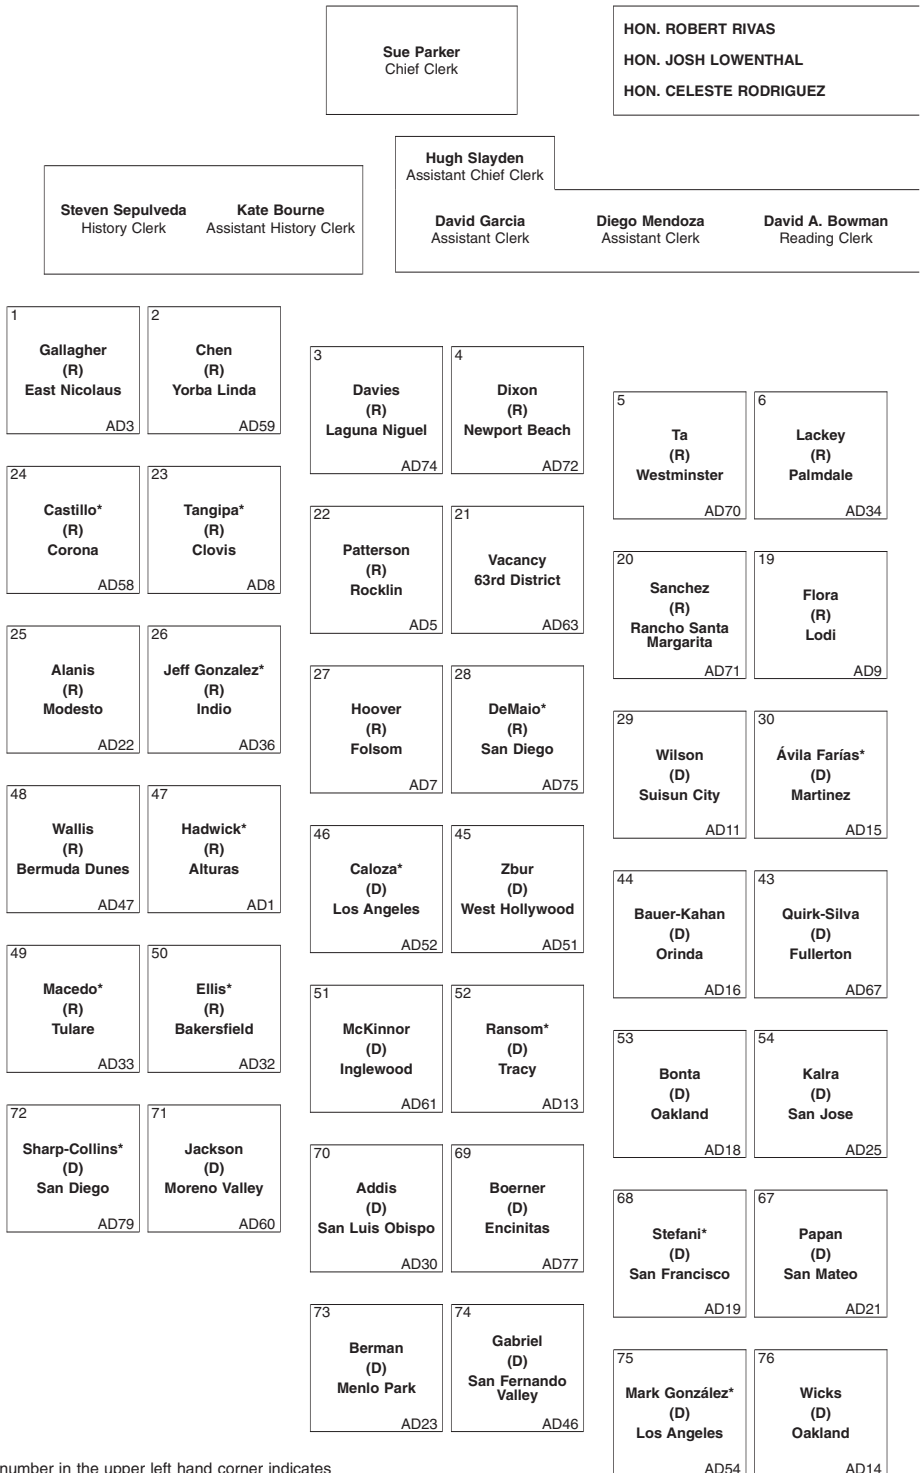 Sue Parker
Chief Clerk
HON. ROBERT RIVAS
HON. JOSH LOWENTHAL
HON. CELESTE RODRIGUEZ
Hugh Slayden
Assistant Chief Clerk
Steven Sepulveda
History Clerk
Kate Bourne
Assistant History Clerk
David Garcia
Assistant Clerk
Diego Mendoza
Assistant Clerk
David A. Bowman
Reading Clerk
1
Gallagher
(R)
East Nicolaus
AD3
2
Chen
(R)
Yorba Linda
AD59
3
Davies
(R)
Laguna Niguel
AD74
4
Dixon
(R)
Newport Beach
AD72
5
Ta
(R)
Westminster
AD70
6
Lackey
(R)
Palmdale
AD34
24
Castillo*
(R)
Corona
AD58
23
Tangipa*
(R)
Clovis
AD8
22
Patterson
(R)
Rocklin
AD5
21
Vacancy
63rd District
AD63
20
Sanchez
(R)
Rancho Santa
Margarita
AD71
19
Flora
(R)
Lodi
AD9
25
Alanis
(R)
Modesto
AD22
26
Jeff Gonzalez*
(R)
Indio
AD36
27
Hoover
(R)
Folsom
AD7
28
DeMaio*
(R)
San Diego
AD75
29
Wilson
(D)
Suisun City
AD11
30
Ávila Farías*
(D)
Martinez
AD15
48
Wallis
(R)
Bermuda Dunes
AD47
47
Hadwick*
(R)
Alturas
AD1
46
Caloza*
(D)
Los Angeles
AD52
45
Zbur
(D)
West Hollywood
AD51
44
Bauer-Kahan
(D)
Orinda
AD16
43
Quirk-Silva
(D)
Fullerton
AD67
49
Macedo*
(R)
Tulare
AD33
50
Ellis*
(R)
Bakersfield
AD32
51
McKinnor
(D)
Inglewood
AD61
52
Ransom*
(D)
Tracy
AD13
53
Bonta
(D)
Oakland
AD18
54
Kalra
(D)
San Jose
AD25
72
Sharp-Collins*
(D)
San Diego
AD79
71
Jackson
(D)
Moreno Valley
AD60
70
Addis
(D)
San Luis Obispo
AD30
69
Boerner
(D)
Encinitas
AD77
68
Stefani*
(D)
San Francisco
AD19
67
Papan
(D)
San Mateo
AD21
73
Berman
(D)
Menlo Park
AD23
74
Gabriel
(D)
San Fernando
Valley
AD46
75
Mark González*
(D)
Los Angeles
AD54
76
Wicks
(D)
Oakland
AD14
number in the upper left hand corner indicates